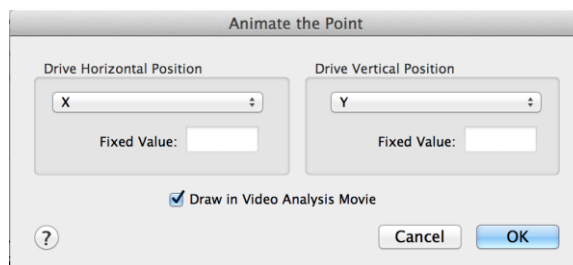 Animate the Point
Drive Horizontal Position
Drive Vertical Position
X
Y
Fixed Value:
Fixed Value:
Draw in Video Analysis Movie
?
Cancel
OK